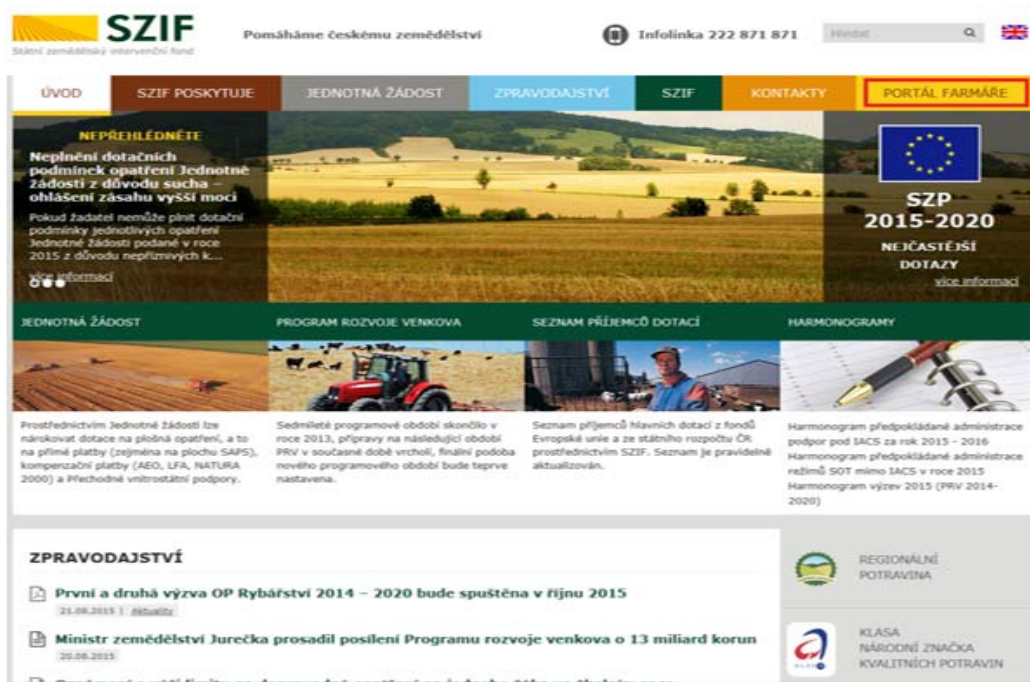 SZIF
Státní zemědělský intervenční fond
Pomáháme českému zemědělství
Infolinka 222 871 871
Hledat
ÚVOD
SZIF POSKYTUJE
JEDNOTNÁ ŽÁDOST
ZPRAVODAJSTVÍ
SZIF
KONTAKTY
PORTÁL FARMÁŘE
NEPŘEHLÉDNĚTE
Neplnění dotačních
podmínek opatření Jednotné
žádosti z důvodu sucha –
ohlášení zásahu vyšší moci
Pokud žadatel nemůže plnit dotační
podmínky jednotlivých opatření
Jednotné žádosti podané v roce
2015 z důvodu nepříznivých k...
více informací
SZP
2015-2020
NEJČASTĚJŠÍ
DOTAZY
více informací
JEDNOTNÁ ŽÁDOST
PROGRAM ROZVOJE VENKOVA
SEZNAM PŘÍJEMCŮ DOTACÍ
HARMONOGRAMY
Prostřednictvím Jednotné žádosti lze
nárokovat dotace na plošná opatření, a to
na přímé platby (zejména na plochu SAPS),
kompenzační platby (AEO, LFA, NATURA
2000) a Přechodné vnitrostátní podpory.
Sedmileté programové období skončilo v
roce 2013, přípravy na následující období
PRV v současné době vrcholí, finální podoba
nového programového období bude teprve
nastavena.
Seznam příjemců hlavních dotací z fondů
Evropské unie a ze státního rozpočtu ČR
prostřednictvím SZIF. Seznam je pravidelně
aktualizován.
Harmonogram předpokládané administrace
podpor pod IACS za rok 2015 - 2016
Harmonogram předpokládané administrace
režimů SOT mimo IACS v roce 2015
Harmonogram výzev 2015 (PRV 2014-
2020)
ZPRAVODAJSTVÍ
První a druhá výzva OP Rybářství 2014 – 2020 bude spuštěna v říjnu 2015
21.08.2015 | Aktuality
Ministr zemědělství Jurečka prosadil posílení Programu rozvoje venkova o 13 miliard korun
20.08.2015
REGIONÁLNÍ
POTRAVINA
KLASA
NÁRODNÍ ZNAČKA
KVALITNÍCH POTRAVIN